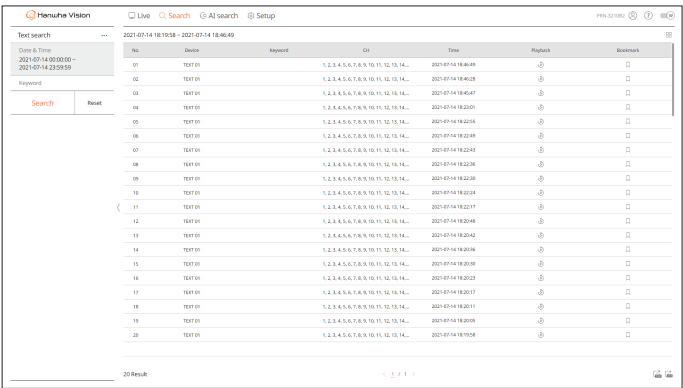 Hanwha Vision
Live Search AI search Setup
PRN-3210B2
Text search ...
2021-07-14 18:19:58 ~ 2021-07-14 18:46:49
Date & Time
2021-07-14 00:00:00 ~
2021-07-14 23:59:59
Keyword
Search Reset
No. Device Keyword CH Time Playback Bookmark
01 TEXT 01 1, 2, 3, 4, 5, 6, 7, 8, 9, 10, 11, 12, 13, 14,... 2021-07-14 18:46:49
02 TEXT 01 1, 2, 3, 4, 5, 6, 7, 8, 9, 10, 11, 12, 13, 14,... 2021-07-14 18:46:28
03 TEXT 01 1, 2, 3, 4, 5, 6, 7, 8, 9, 10, 11, 12, 13, 14,... 2021-07-14 18:45:47
04 TEXT 01 1, 2, 3, 4, 5, 6, 7, 8, 9, 10, 11, 12, 13, 14,... 2021-07-14 18:23:01
05 TEXT 01 1, 2, 3, 4, 5, 6, 7, 8, 9, 10, 11, 12, 13, 14,... 2021-07-14 18:22:55
06 TEXT 01 1, 2, 3, 4, 5, 6, 7, 8, 9, 10, 11, 12, 13, 14,... 2021-07-14 18:22:49
07 TEXT 01 1, 2, 3, 4, 5, 6, 7, 8, 9, 10, 11, 12, 13, 14,... 2021-07-14 18:22:43
08 TEXT 01 1, 2, 3, 4, 5, 6, 7, 8, 9, 10, 11, 12, 13, 14,... 2021-07-14 18:22:36
09 TEXT 01 1, 2, 3, 4, 5, 6, 7, 8, 9, 10, 11, 12, 13, 14,... 2021-07-14 18:22:30
10 TEXT 01 1, 2, 3, 4, 5, 6, 7, 8, 9, 10, 11, 12, 13, 14,... 2021-07-14 18:22:24
11 TEXT 01 1, 2, 3, 4, 5, 6, 7, 8, 9, 10, 11, 12, 13, 14,... 2021-07-14 18:22:17
12 TEXT 01 1, 2, 3, 4, 5, 6, 7, 8, 9, 10, 11, 12, 13, 14,... 2021-07-14 18:20:48
13 TEXT 01 1, 2, 3, 4, 5, 6, 7, 8, 9, 10, 11, 12, 13, 14,... 2021-07-14 18:20:42
14 TEXT 01 1, 2, 3, 4, 5, 6, 7, 8, 9, 10, 11, 12, 13, 14,... 2021-07-14 18:20:36
15 TEXT 01 1, 2, 3, 4, 5, 6, 7, 8, 9, 10, 11, 12, 13, 14,... 2021-07-14 18:20:30
16 TEXT 01 1, 2, 3, 4, 5, 6, 7, 8, 9, 10, 11, 12, 13, 14,... 2021-07-14 18:20:23
17 TEXT 01 1, 2, 3, 4, 5, 6, 7, 8, 9, 10, 11, 12, 13, 14,... 2021-07-14 18:20:17
18 TEXT 01 1, 2, 3, 4, 5, 6, 7, 8, 9, 10, 11, 12, 13, 14,... 2021-07-14 18:20:11
19 TEXT 01 1, 2, 3, 4, 5, 6, 7, 8, 9, 10, 11, 12, 13, 14,... 2021-07-14 18:20:05
20 TEXT 01 1, 2, 3, 4, 5, 6, 7, 8, 9, 10, 11, 12, 13, 14,... 2021-07-14 18:19:58
20 Result < 1 / 1 >